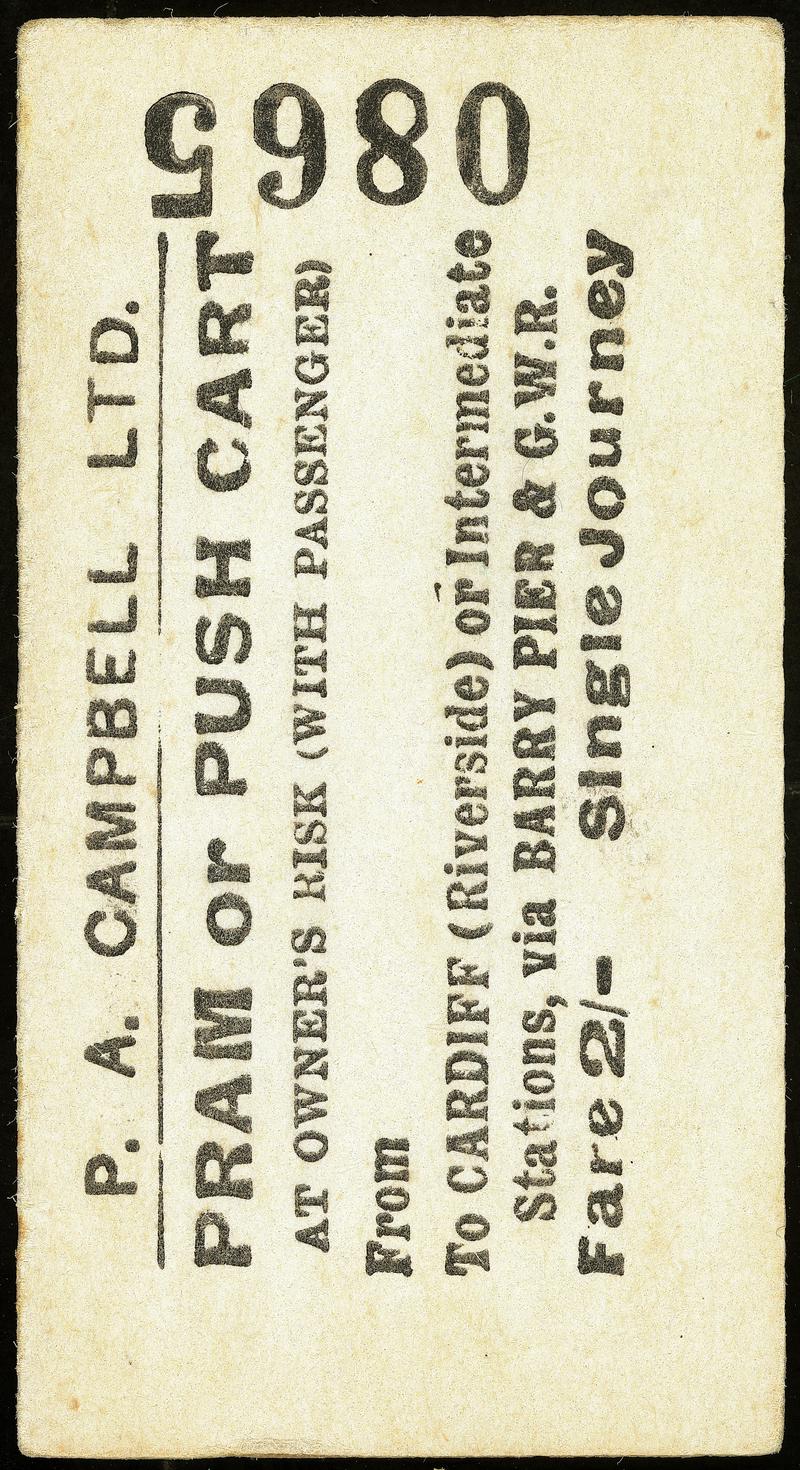 P. A. CAMPBELL LTD.
PRAM or PUSH CART
AT OWNER'S RISK (WITH PASSENGER)
From
To CARDIFF (Riverside) or Intermediate
Stations, via BARRY PIER & G.W.R.
Fare 2/- Single Journey
0865